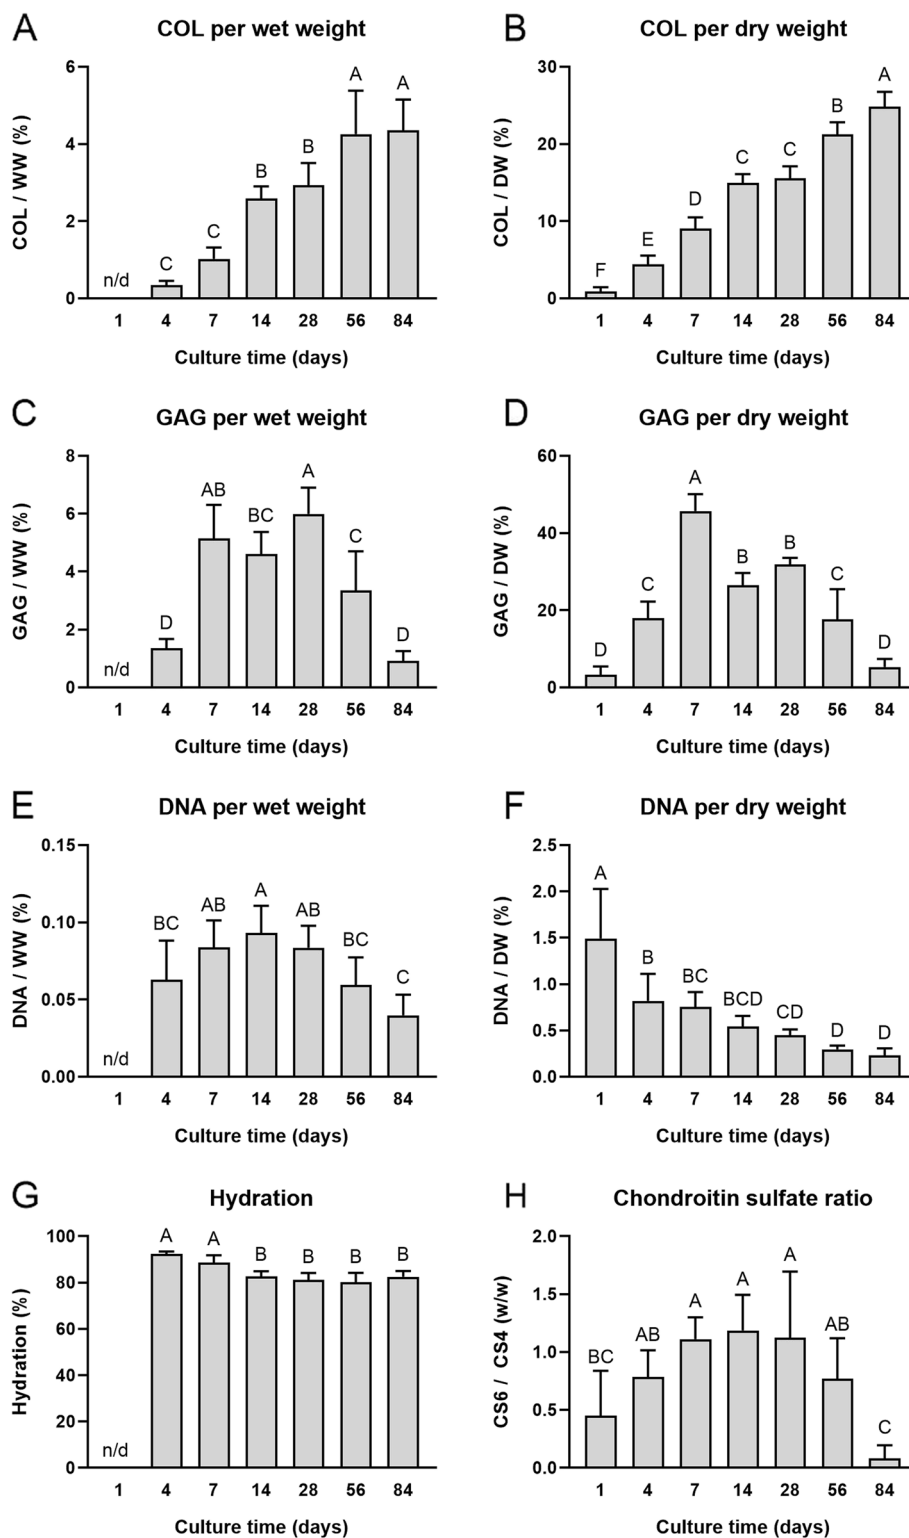 A COL per wet weight
COL / WW (%)
6
4
2
0
n/d C C B B A A
1 4 7 14 28 56 84
Culture time (days)
B COL per dry weight
COL / DW (%)
30
20
10
0
F E D C C B A
1 4 7 14 28 56 84
Culture time (days)
C GAG per wet weight
GAG / WW (%)
8
6
4
2
0
n/d D AB BC A C D
1 4 7 14 28 56 84
Culture time (days)
D GAG per dry weight
GAG / DW (%)
60
40
20
0
D C A B B C D
1 4 7 14 28 56 84
Culture time (days)
E DNA per wet weight
DNA / WW (%)
0.15
0.10
0.05
0.00
n/d BC AB A AB BC C
1 4 7 14 28 56 84
Culture time (days)
F DNA per dry weight
DNA / DW (%)
2.5
2.0
1.5
1.0
0.5
0.0
A B BC BCD CD D D
1 4 7 14 28 56 84
Culture time (days)
G Hydration
Hydration (%)
100
80
60
40
20
0
n/d A A B B B B
1 4 7 14 28 56 84
Culture time (days)
H Chondroitin sulfate ratio
CS6 / CS4 (w/w)
2.0
1.5
1.0
0.5
0.0
BC AB A A A AB C
1 4 7 14 28 56 84
Culture time (days)